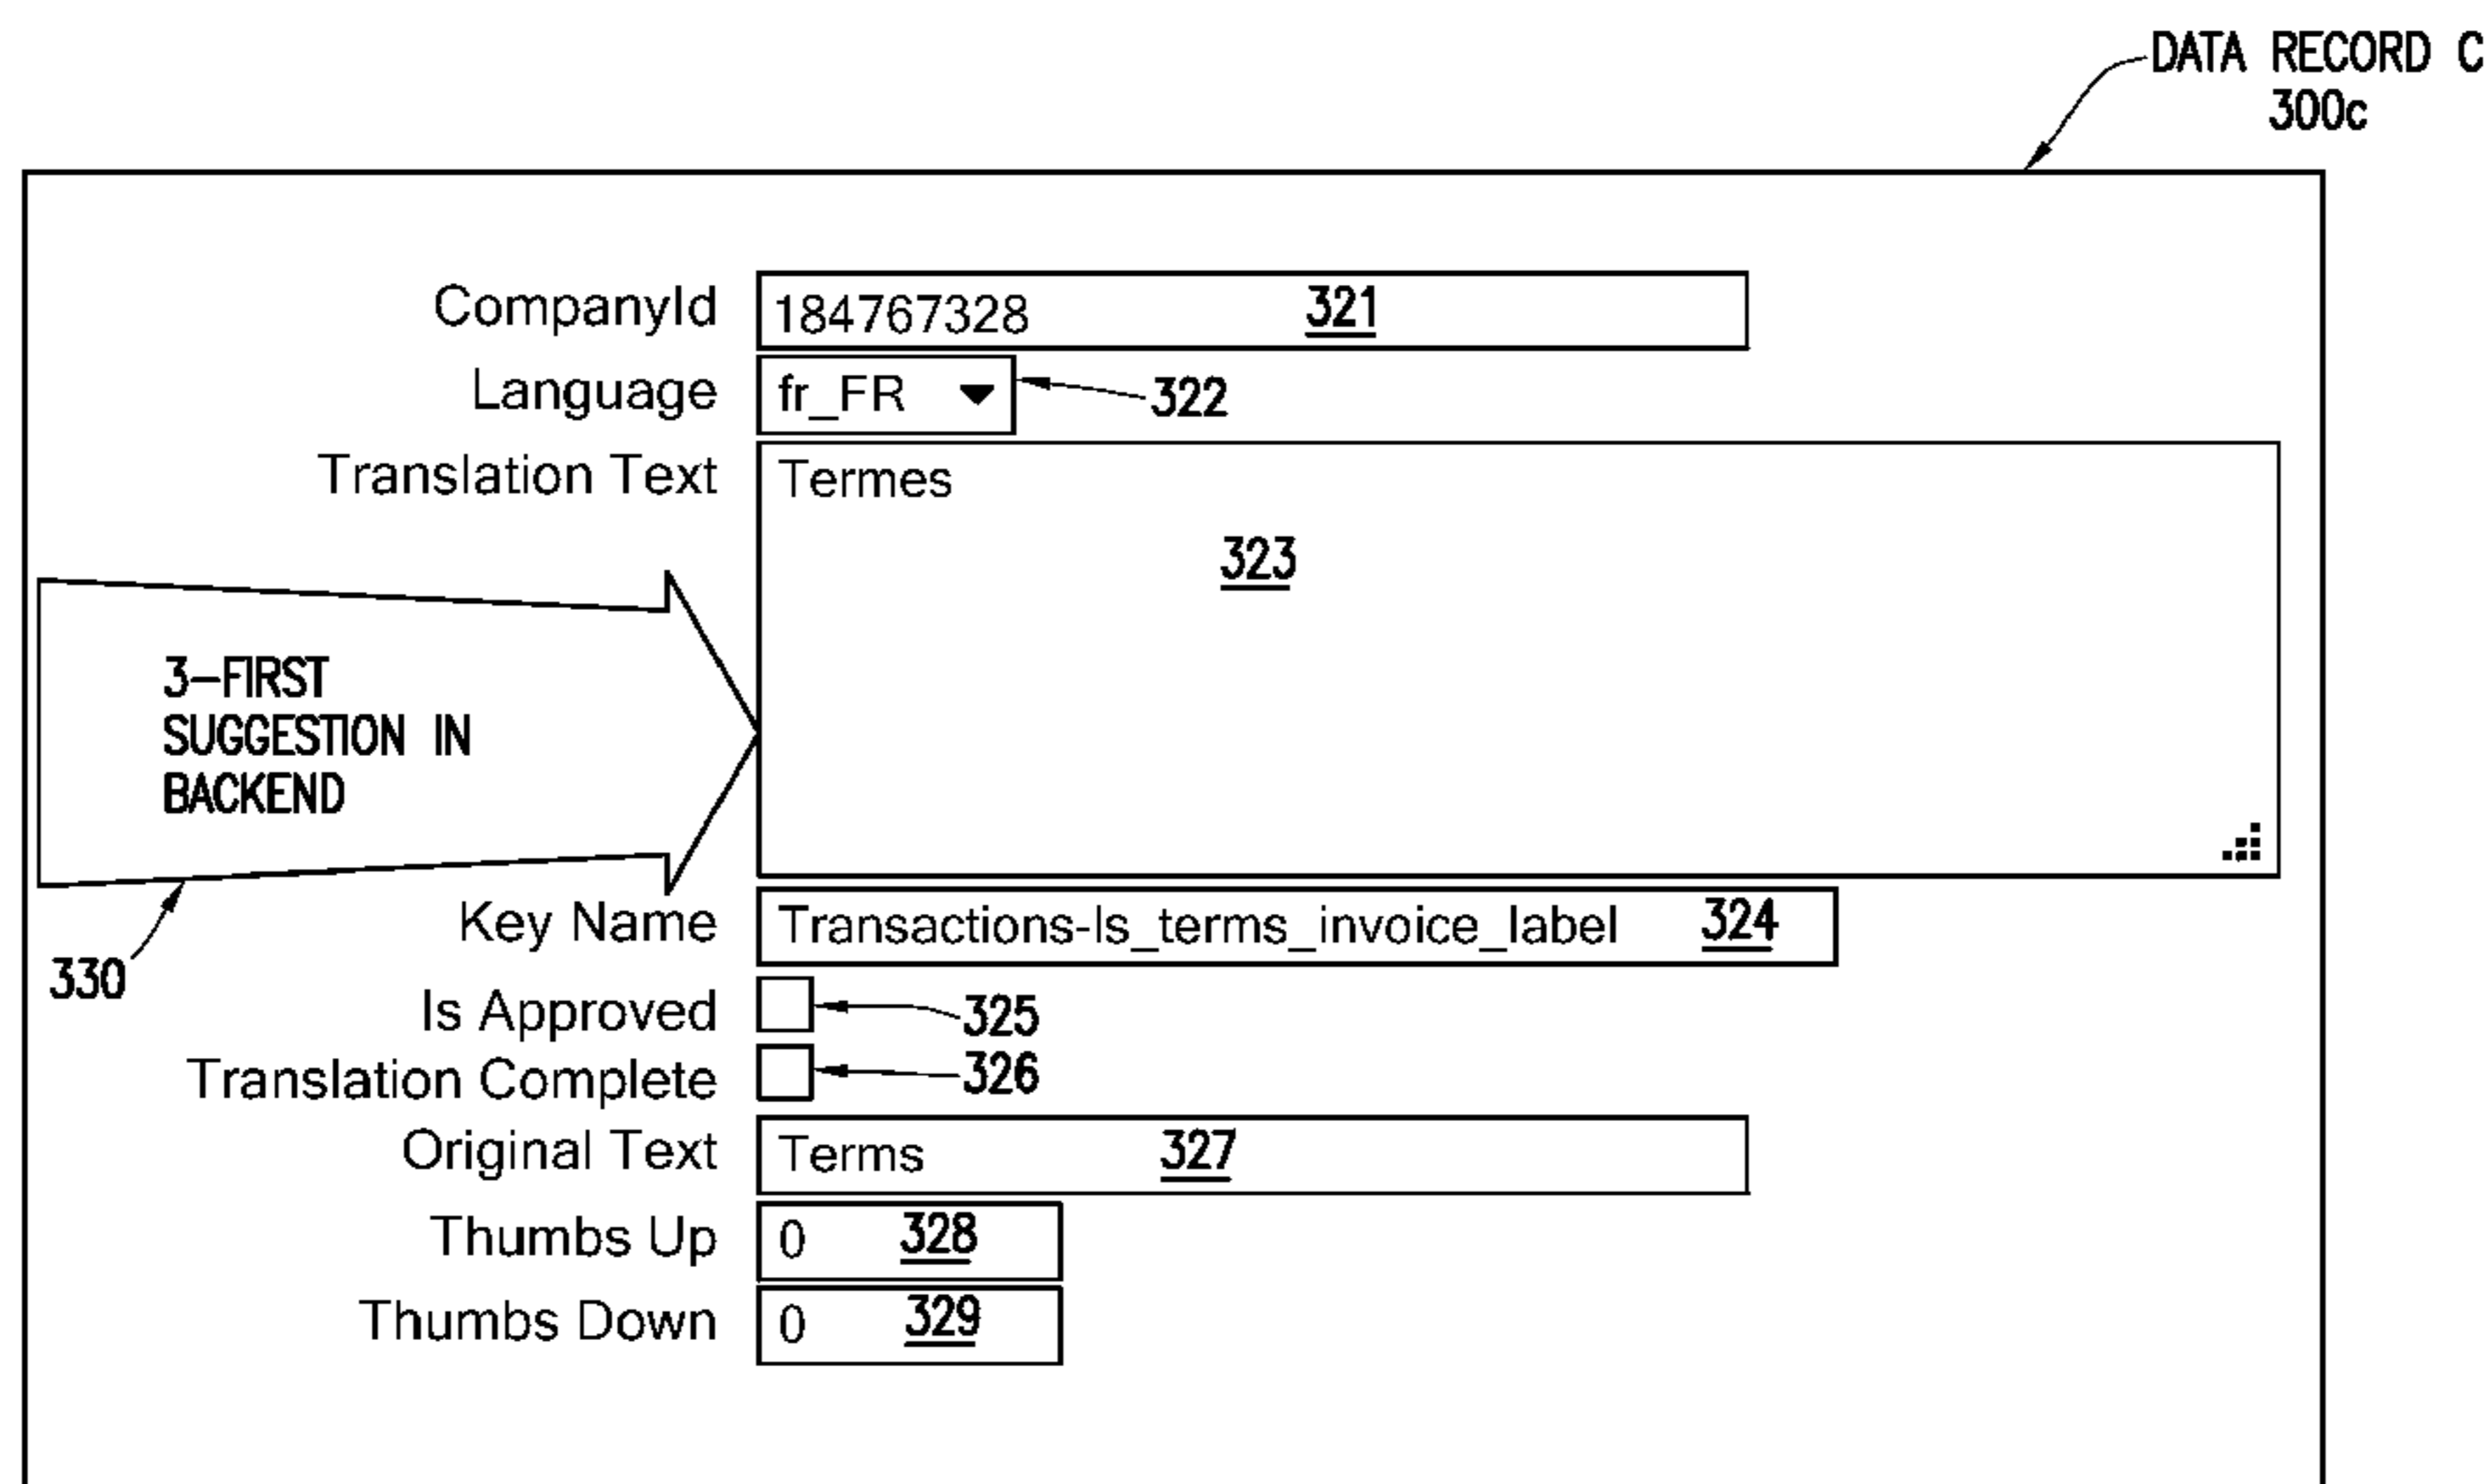 DATA RECORD C
300c
CompanyId 184767328 321
Language fr_FR 322
Translation Text Termes
323
3-FIRST
SUGGESTION IN
BACKEND
330
Key Name Transactions-Is_terms_invoice_label 324
Is Approved 325
Translation Complete 326
Original Text Terms 327
Thumbs Up 0 328
Thumbs Down 0 329